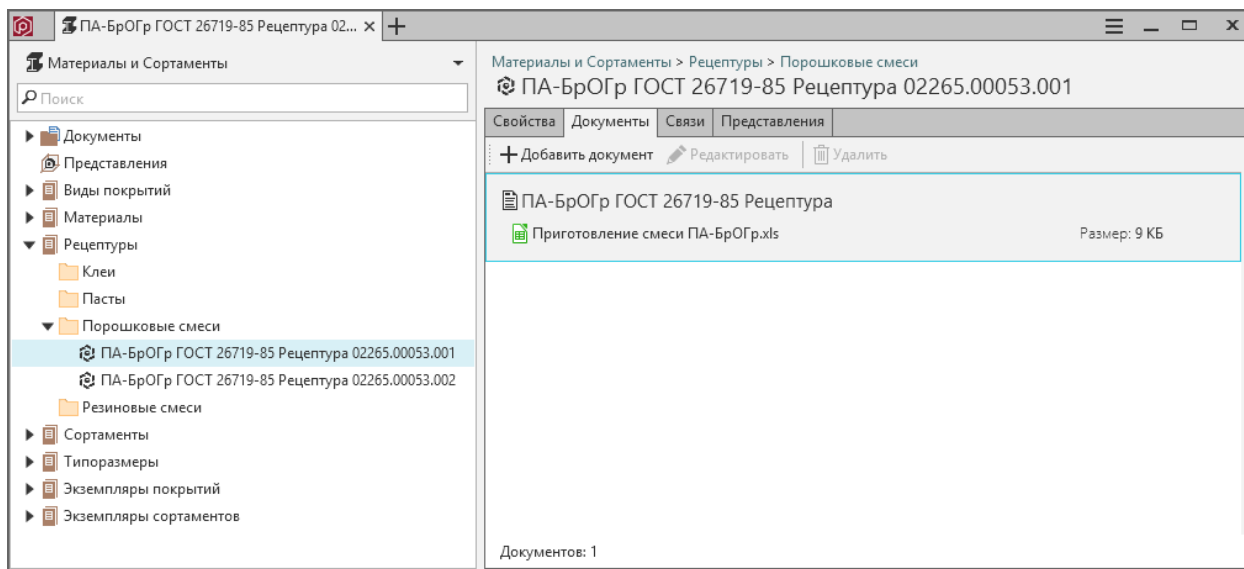 ПА-БрОГр ГОСТ 26719-85 Рецептура 02...
Материалы и Сортаменты
Поиск
Документы
Представления
Виды покрытий
Материалы
Рецептуры
Клеи
Пасты
Порошковые смеси
ПА-БрОГр ГОСТ 26719-85 Рецептура 02265.00053.001
ПА-БрОГр ГОСТ 26719-85 Рецептура 02265.00053.002
Резиновые смеси
Сортаменты
Типоразмеры
Экземпляры покрытий
Экземпляры сортаментов
Материалы и Сортаменты > Рецептуры > Порошковые смеси
ПА-БрОГр ГОСТ 26719-85 Рецептура 02265.00053.001
Свойства Документы Связи Представления
Добавить документ Редактировать Удалить
ПА-БрОГр ГОСТ 26719-85 Рецептура
Приготовление смеси ПА-БрОГр.xls Размер: 9 КБ
Документов: 1